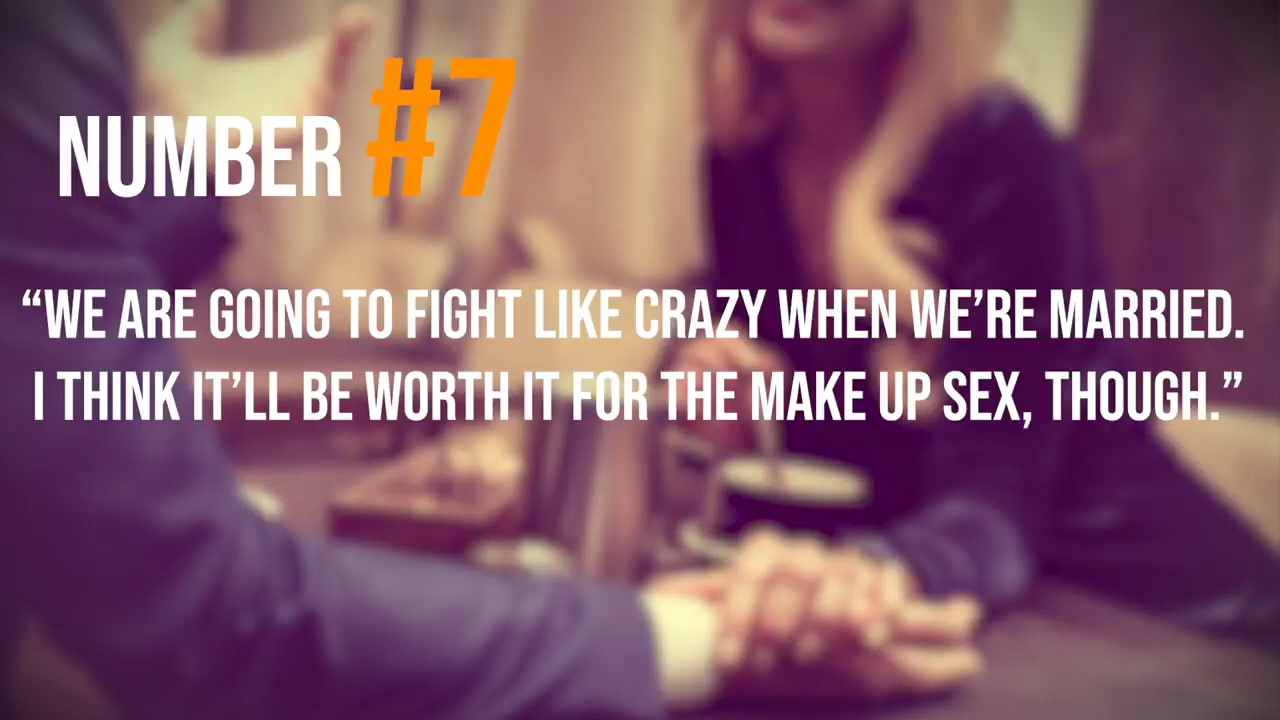 NUMBER #7
“WE ARE GOING TO FIGHT LIKE CRAZY WHEN WE’RE MARRIED.
I THINK IT’LL BE WORTH IT FOR THE MAKE UP SEX, THOUGH.”